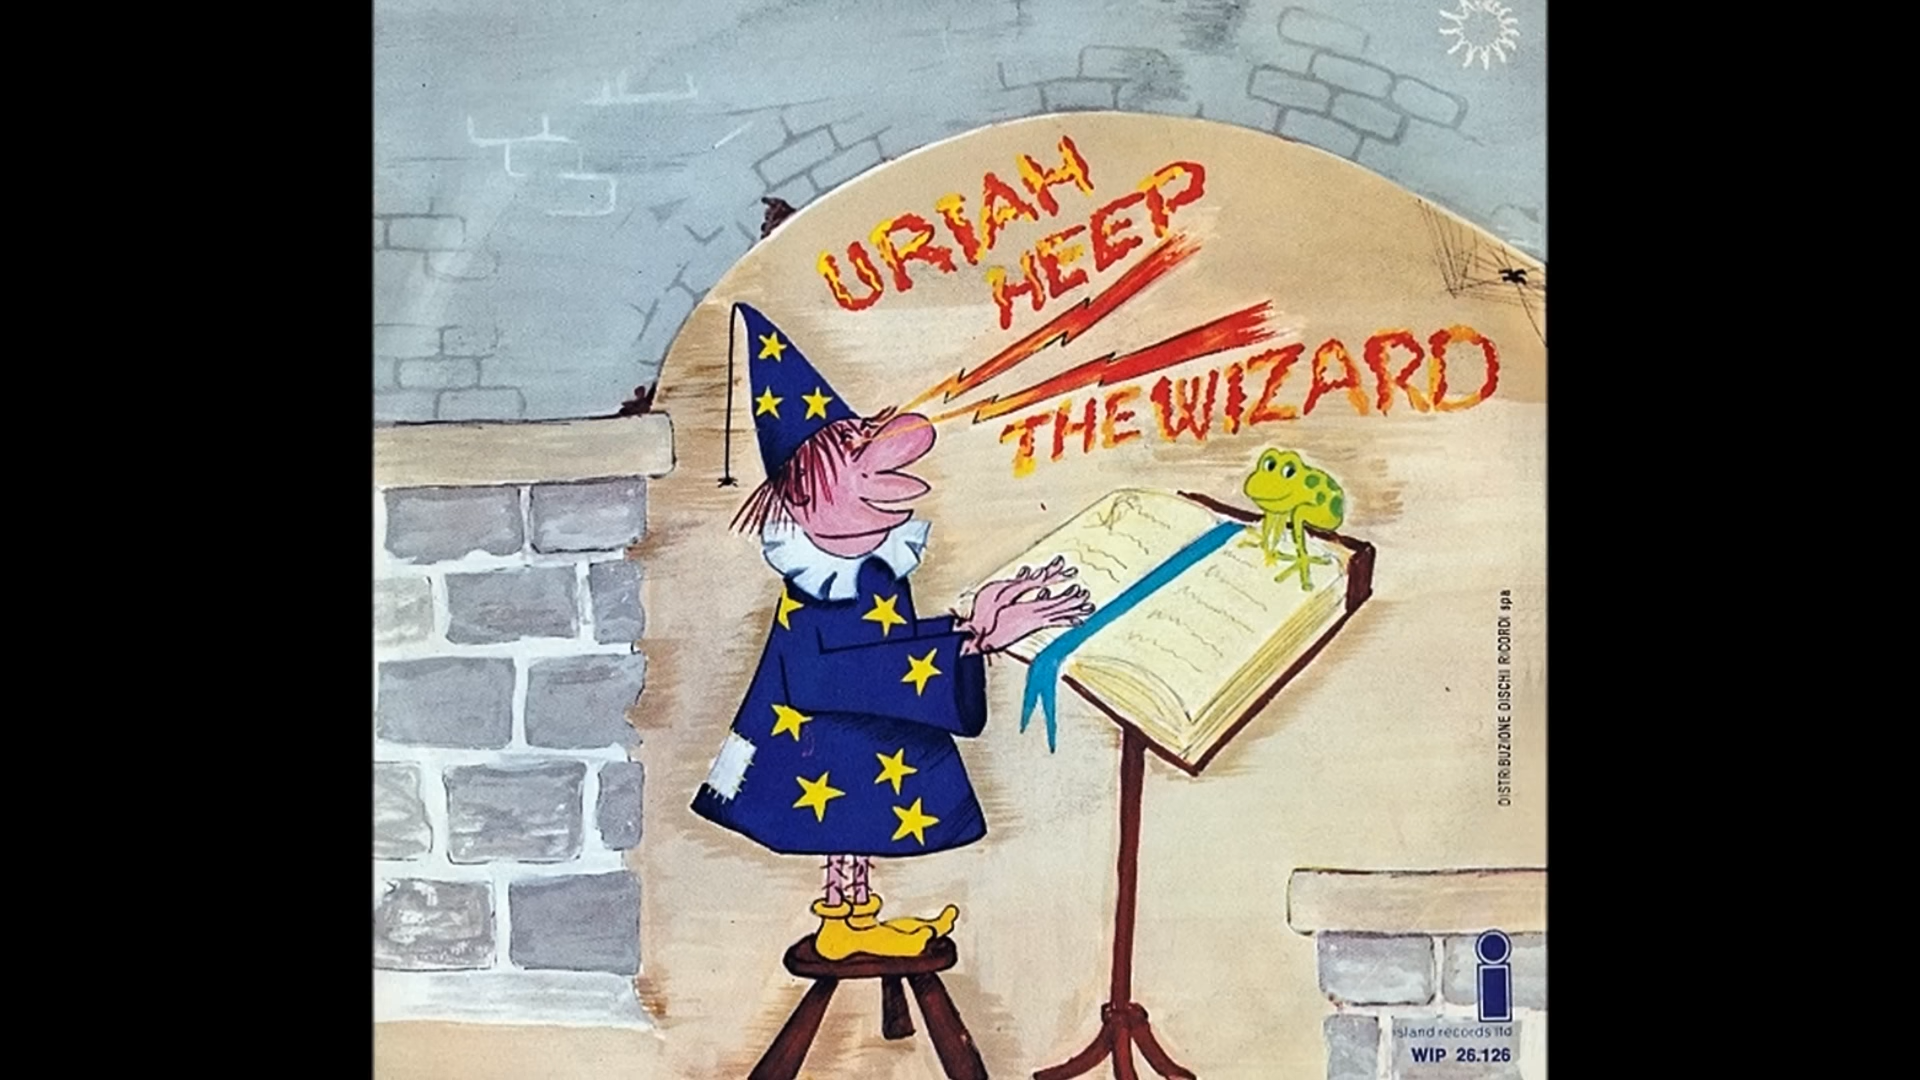 URIAH
HEEP
THE WIZARD
DISTRIBUZIONE DISCHI RICORDI spa
island records ltd
WIP 26.126